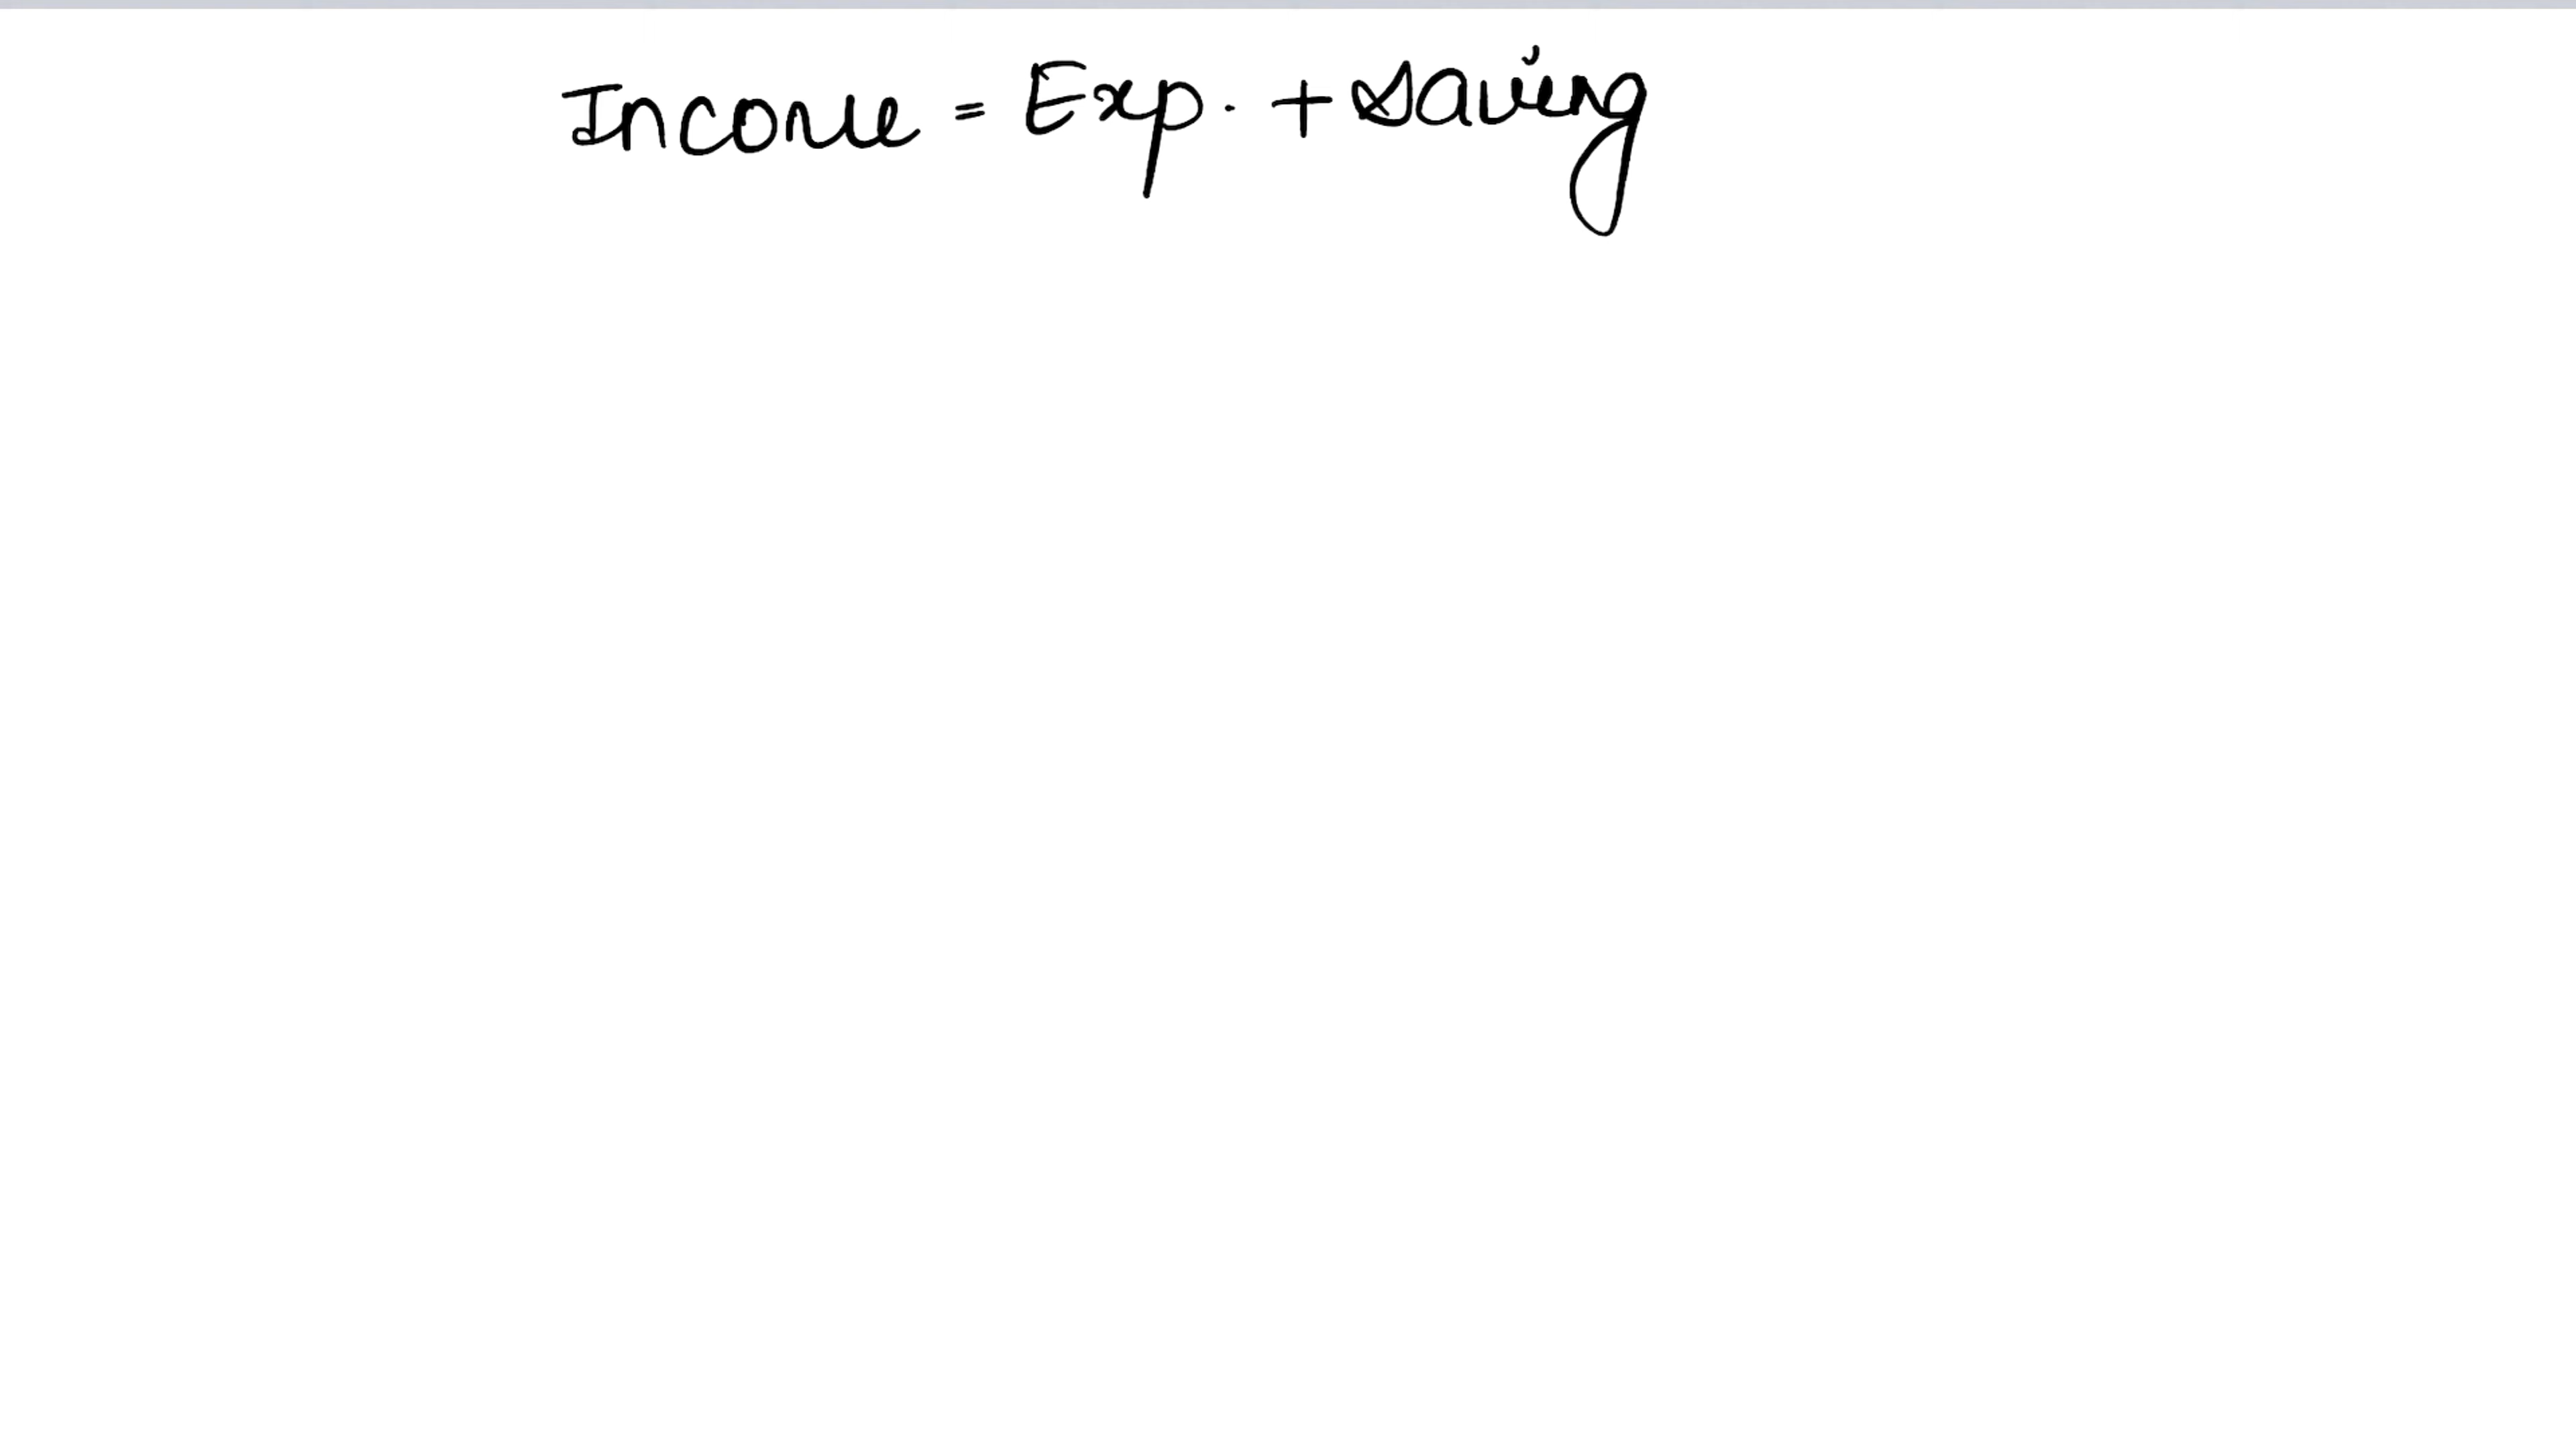 Income = Exp. + Saving